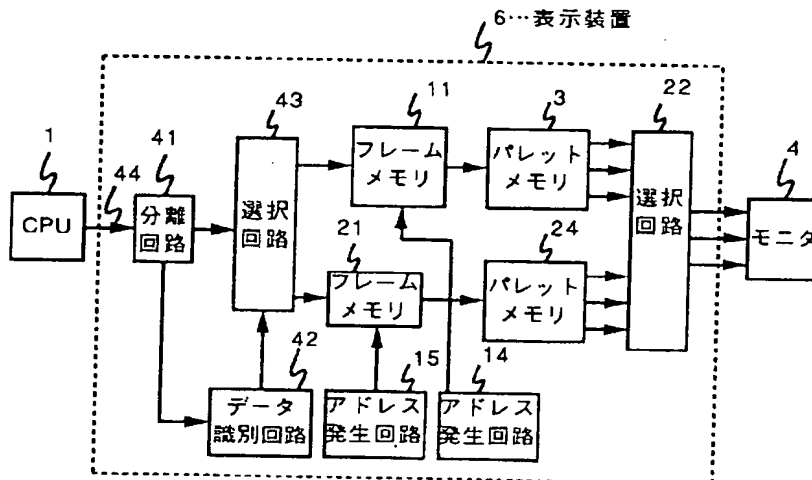 6…表示装置
43
11
3
22
1
41
4
44
CPU
分離
回路
選択
回路
フレーム
メモリ
パレット
メモリ
選択
回路
モニタ
21
24
フレーム
メモリ
パレット
メモリ
42
15
14
データ
識別回路
アドレス
発生回路
アドレス
発生回路